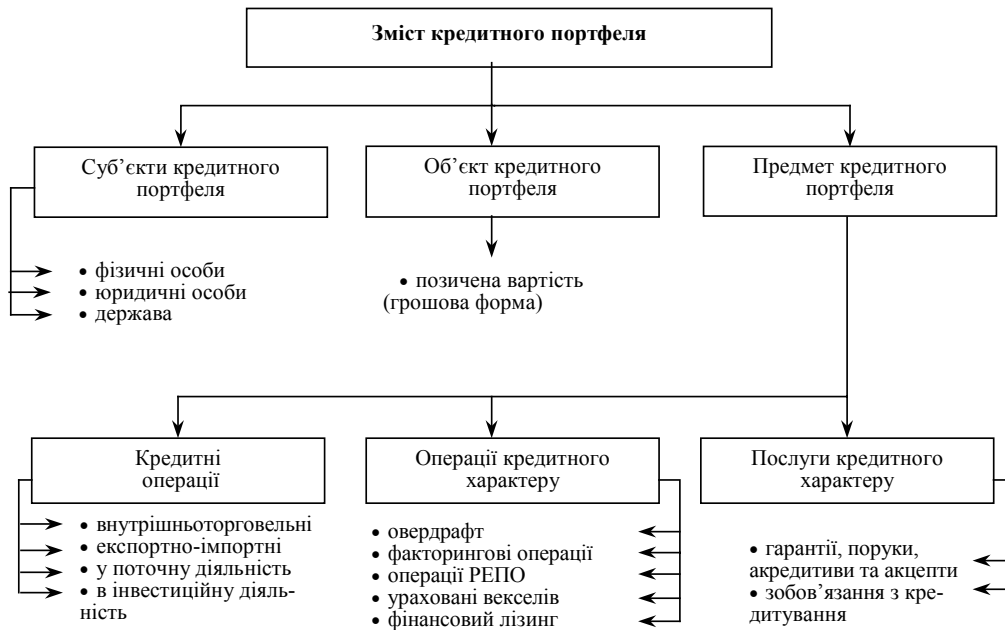 Зміст кредитного портфеля
Суб’єкти кредитного
портфеля
Об’єкт кредитного
портфеля
Предмет кредитного
портфеля
• фізичні особи
• юридичні особи
• держава
• позичена вартість
(грошова форма)
Кредитні
операції
Операції кредитного
характеру
Послуги кредитного
характеру
• внутрішньоторговельні
• експортно-імпортні
• у поточну діяльність
• в інвестиційну діяль-
ність
• овердрафт
• факторингові операції
• операції РЕПО
• ураховані векселів
• фінансовий лізинг
• гарантії, поруки,
акредитиви та акцепти
• зобов’язання з кре-
дитування